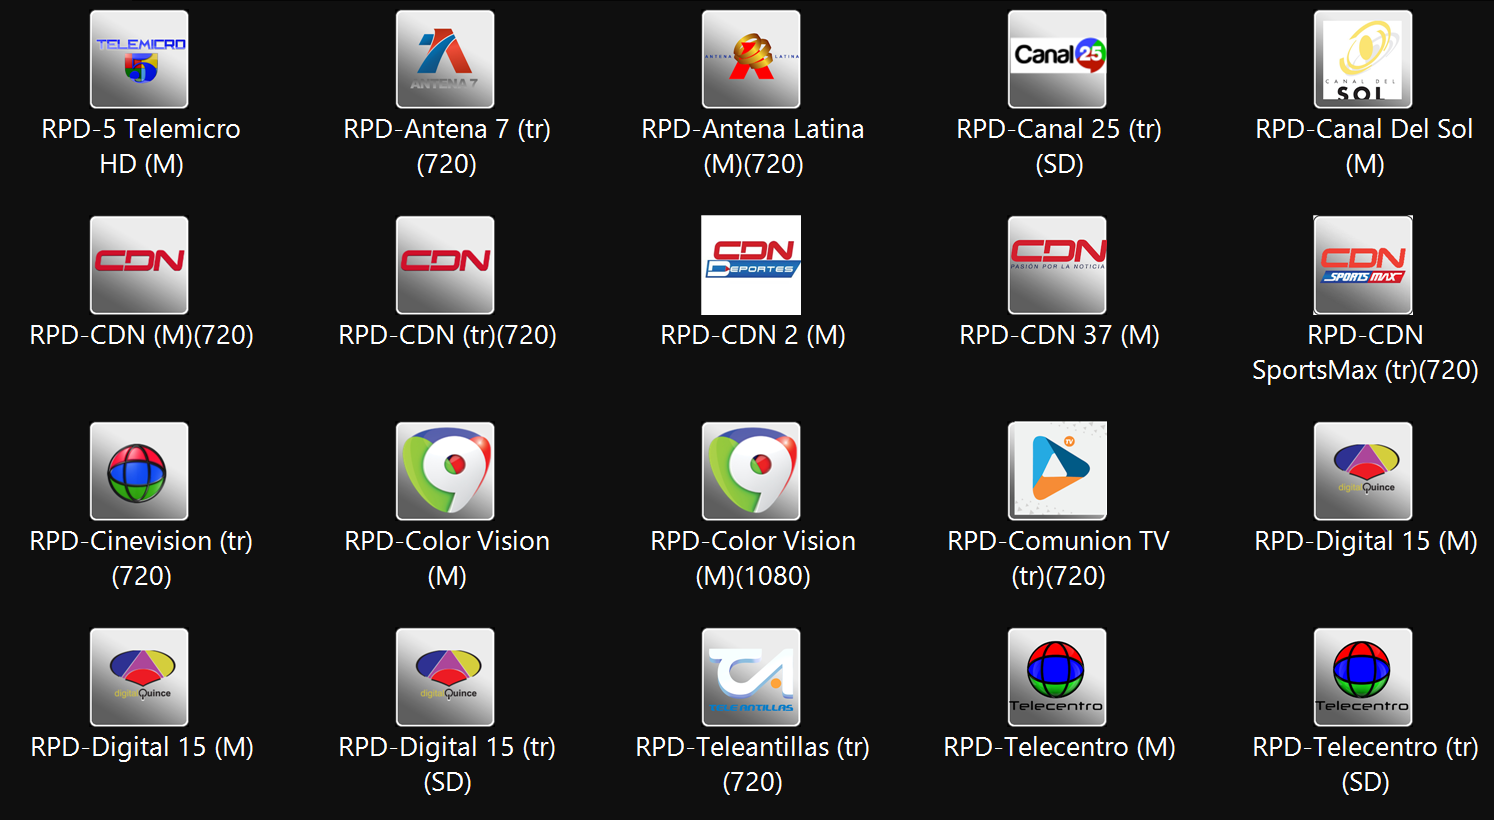 TELEMICRO
5
ANTENA 7
ANTENA LATINA
Canal 25
CANAL DEL
SOL
RPD-5 Telemicro
HD (M)
RPD-Antena 7 (tr)
(720)
RPD-Antena Latina
(M)(720)
RPD-Canal 25 (tr)
(SD)
RPD-Canal Del Sol
(M)
CDN
CDN
CDN
DEPORTES
CDN
PASIÓN POR LA NOTICIA
CDN
SPORTS MAX
RPD-CDN (M)(720)
RPD-CDN (tr)(720)
RPD-CDN 2 (M)
RPD-CDN 37 (M)
RPD-CDN
SportsMax (tr)(720)
9
9
TV
digital Quince
RPD-Cinevision (tr)
(720)
RPD-Color Vision
(M)
RPD-Color Vision
(M)(1080)
RPD-Comunion TV
(tr)(720)
RPD-Digital 15 (M)
digital Quince
digital Quince
TA
TELEANTILLAS
Telecentro
Telecentro
RPD-Digital 15 (M)
RPD-Digital 15 (tr)
(SD)
RPD-Teleantillas (tr)
(720)
RPD-Telecentro (M)
RPD-Telecentro (tr)
(SD)